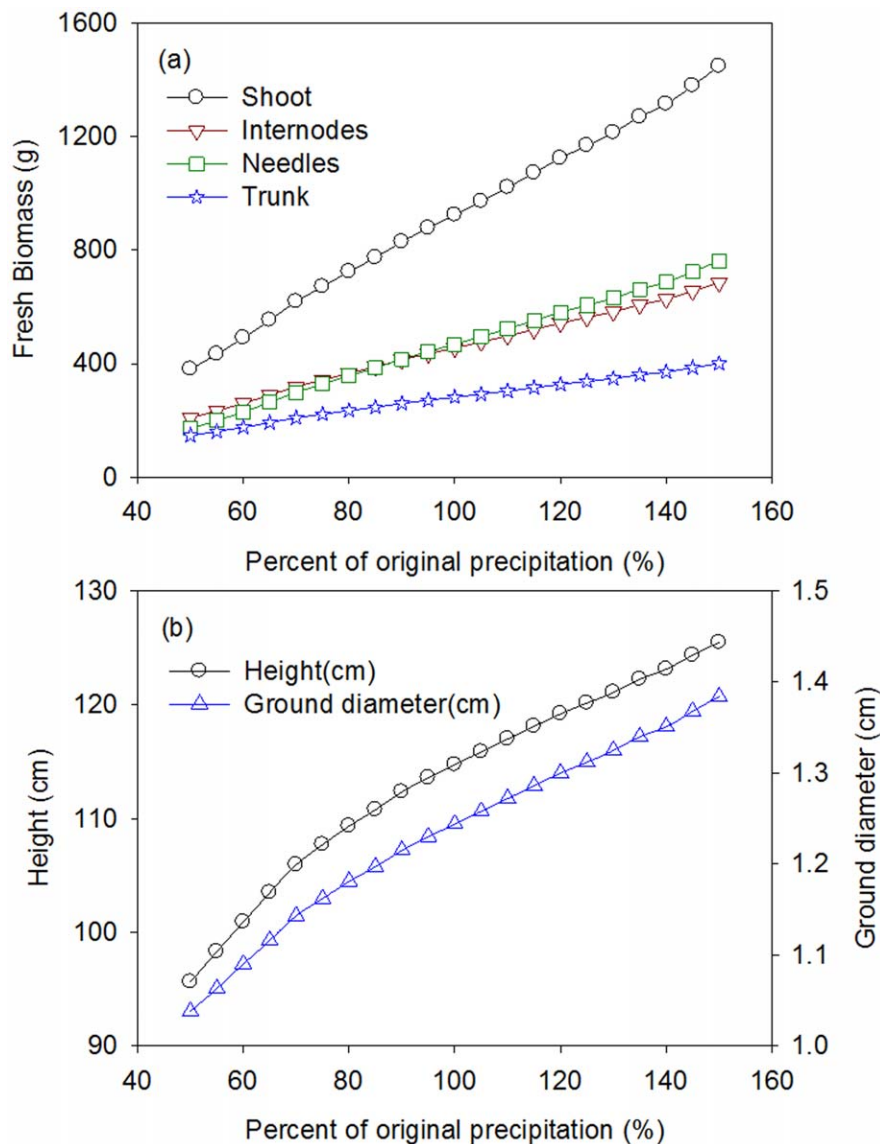 1600
(a)
Shoot
Internodes
Needles
Trunk
1200
800
400
0
Fresh Biomass (g)
40 60 80 100 120 140 160
Percent of original precipitation (%)
130
(b)
Height(cm)
Ground diameter(cm)
120
110
100
90
Height (cm)
1.5
1.4
1.3
1.2
1.1
1.0
Ground diameter (cm)
40 60 80 100 120 140 160
Percent of original precipitation (%)